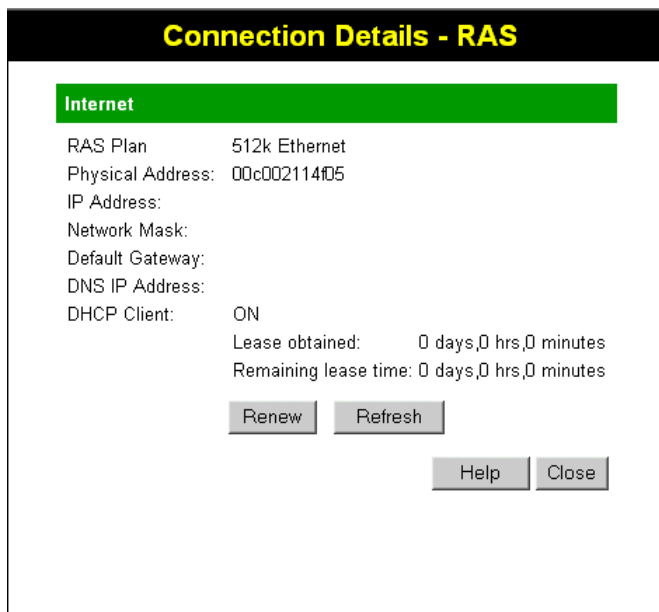 Connection Details - RAS
Internet
RAS Plan 512k Ethernet
Physical Address: 00c002114f05
IP Address:
Network Mask:
Default Gateway:
DNS IP Address:
DHCP Client: ON
Lease obtained: 0 days,0 hrs,0 minutes
Remaining lease time: 0 days,0 hrs,0 minutes
Renew Refresh
Help Close